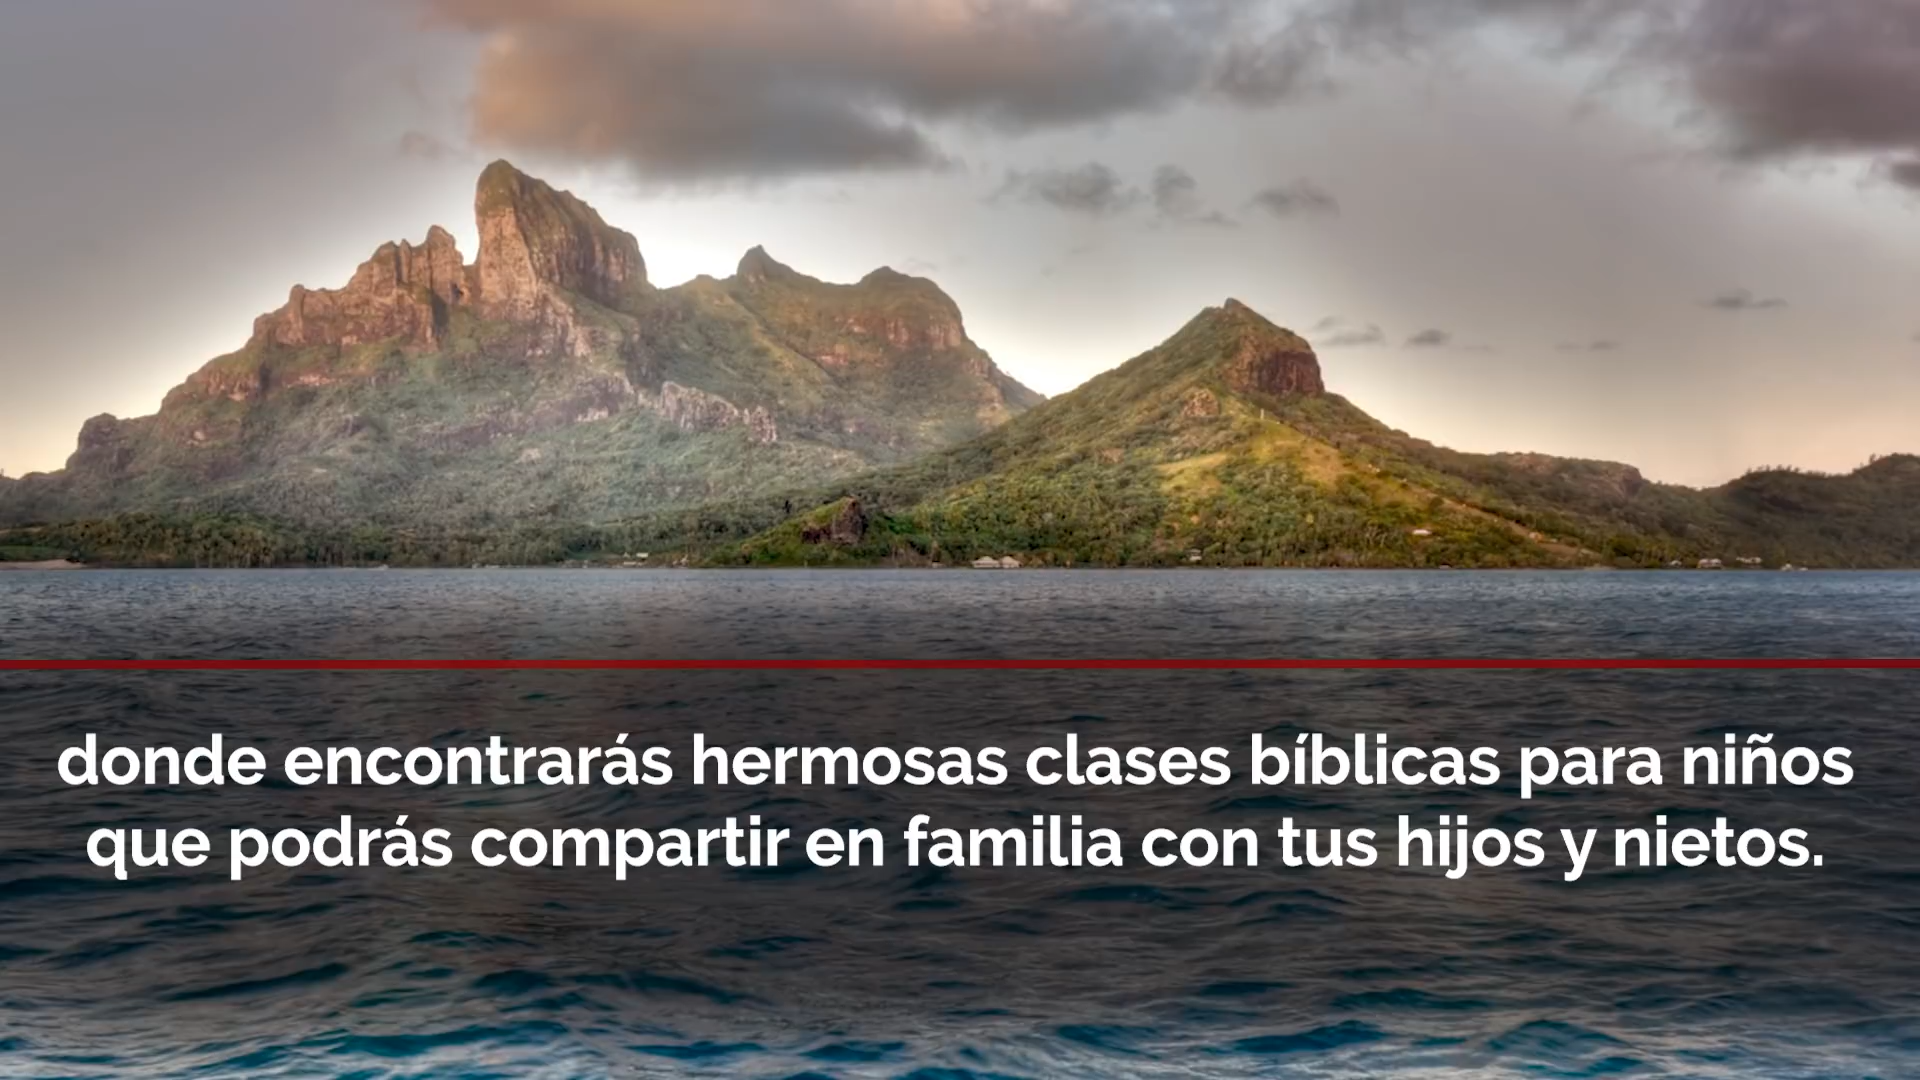 donde encontrarás hermosas clases bíblicas para niños
que podrás compartir en familia con tus hijos y nietos.